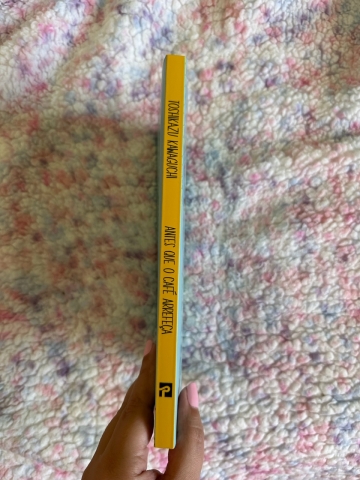 TOSHIKAZU KAWAGUCHI
ANTES QUE O CAFÉ ARREFEÇA